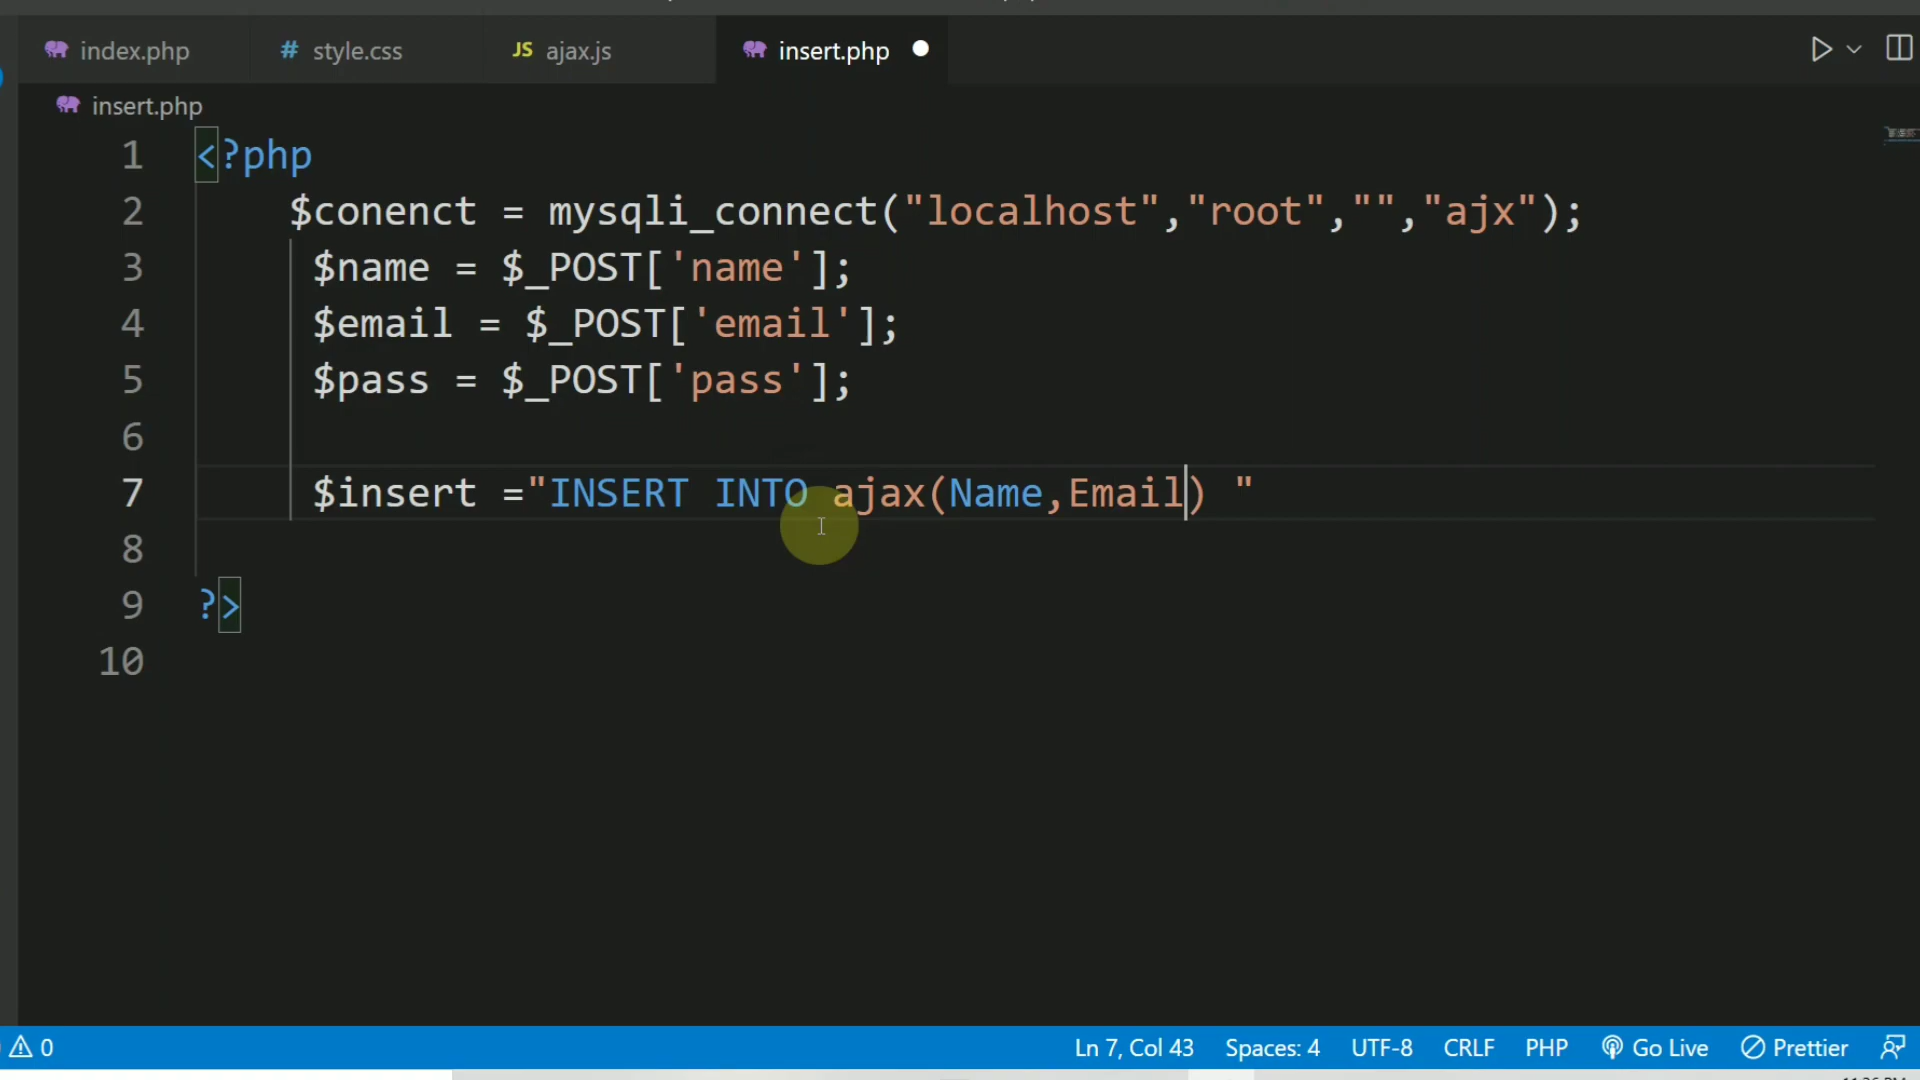 index.php # style.css JS ajax.js insert.php
insert.php
1 <?php
2 $conenct = mysqli_connect("localhost","root","","ajx");
3 $name = $_POST['name'];
4 $email = $_POST['email'];
5 $pass = $_POST['pass'];
6
7 $insert ="INSERT INTO ajax(Name,Email) "
8
9 ?>
10
0 Ln 7, Col 43 Spaces: 4 UTF-8 CRLF PHP Go Live Prettier